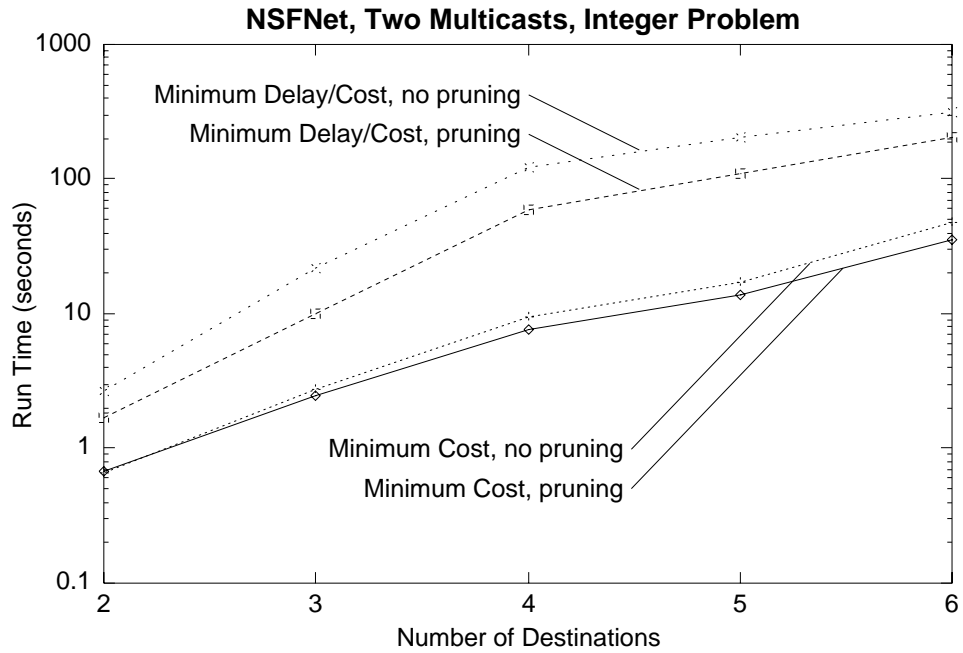 NSFNet, Two Multicasts, Integer Problem
1000
Minimum Delay/Cost, no pruning
Minimum Delay/Cost, pruning
100
Run Time (seconds)
10
Minimum Cost, no pruning
1
Minimum Cost, pruning
0.1
2 3 4 5 6
Number of Destinations